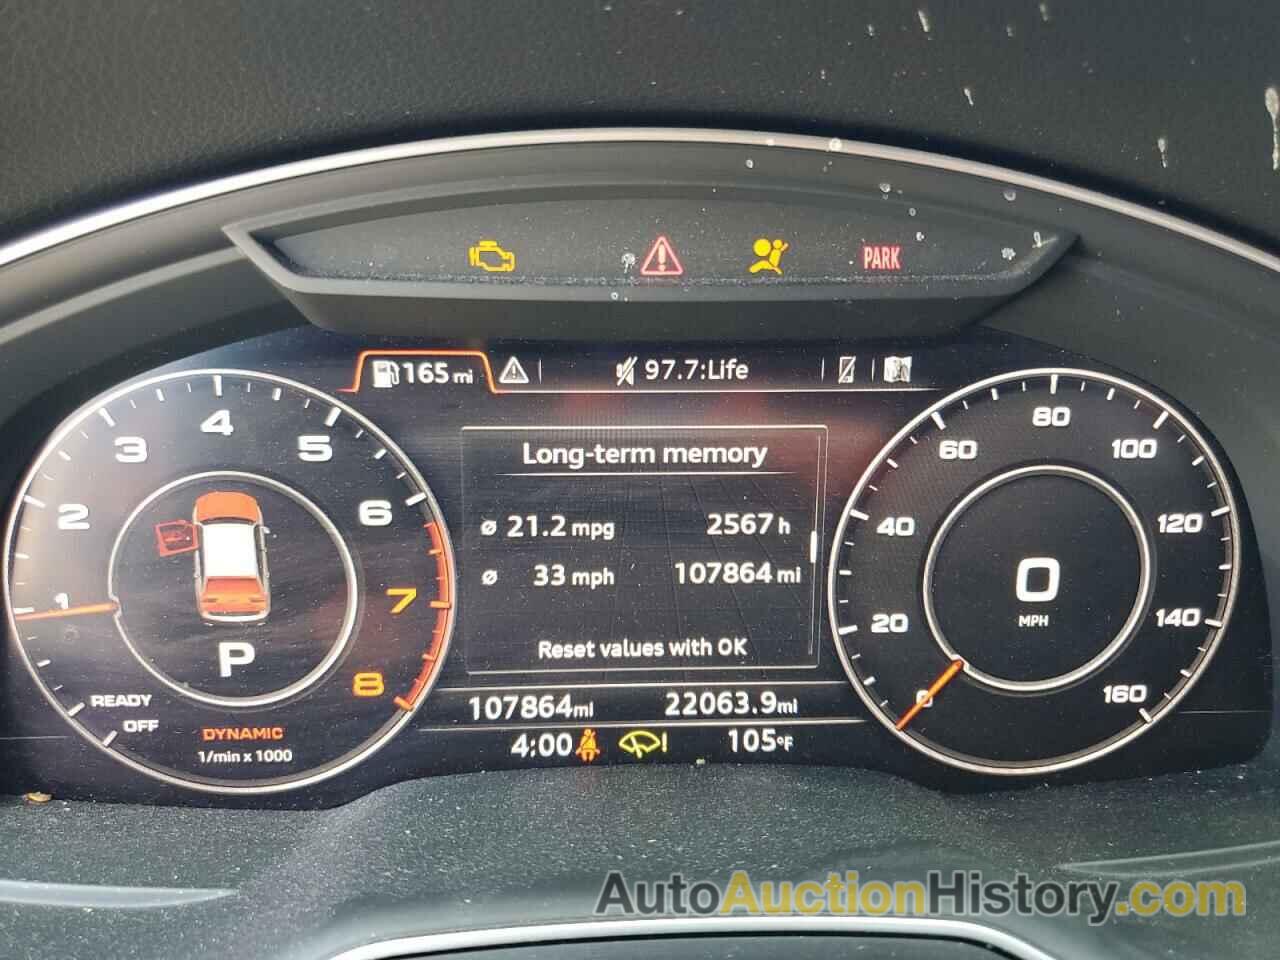 PARK
165 mi
97.7:Life
Long-term memory
ø 21.2 mpg 2567 h
ø 33 mph 107864 mi
Reset values with OK
107864mi 22063.9mi
4:00 105°F
1 2 3 4 5 6 7 8
P
READY
OFF
DYNAMIC
1/min x 1000
0 20 40 60 80 100 120 140 160
0
MPH
AutoAuctionHistory.com